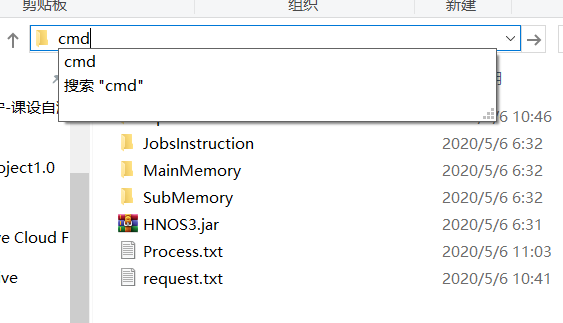 剪贴板 组织 新建
cmd
cmd
搜索 "cmd"
2020/5/6 10:46
JobsInstruction 2020/5/6 6:32
MainMemory 2020/5/6 6:32
SubMemory 2020/5/6 6:32
HNOS3.jar 2020/5/6 6:31
Process.txt 2020/5/6 11:03
request.txt 2020/5/6 10:41
-课设自
oject1.0
e Cloud F
ve